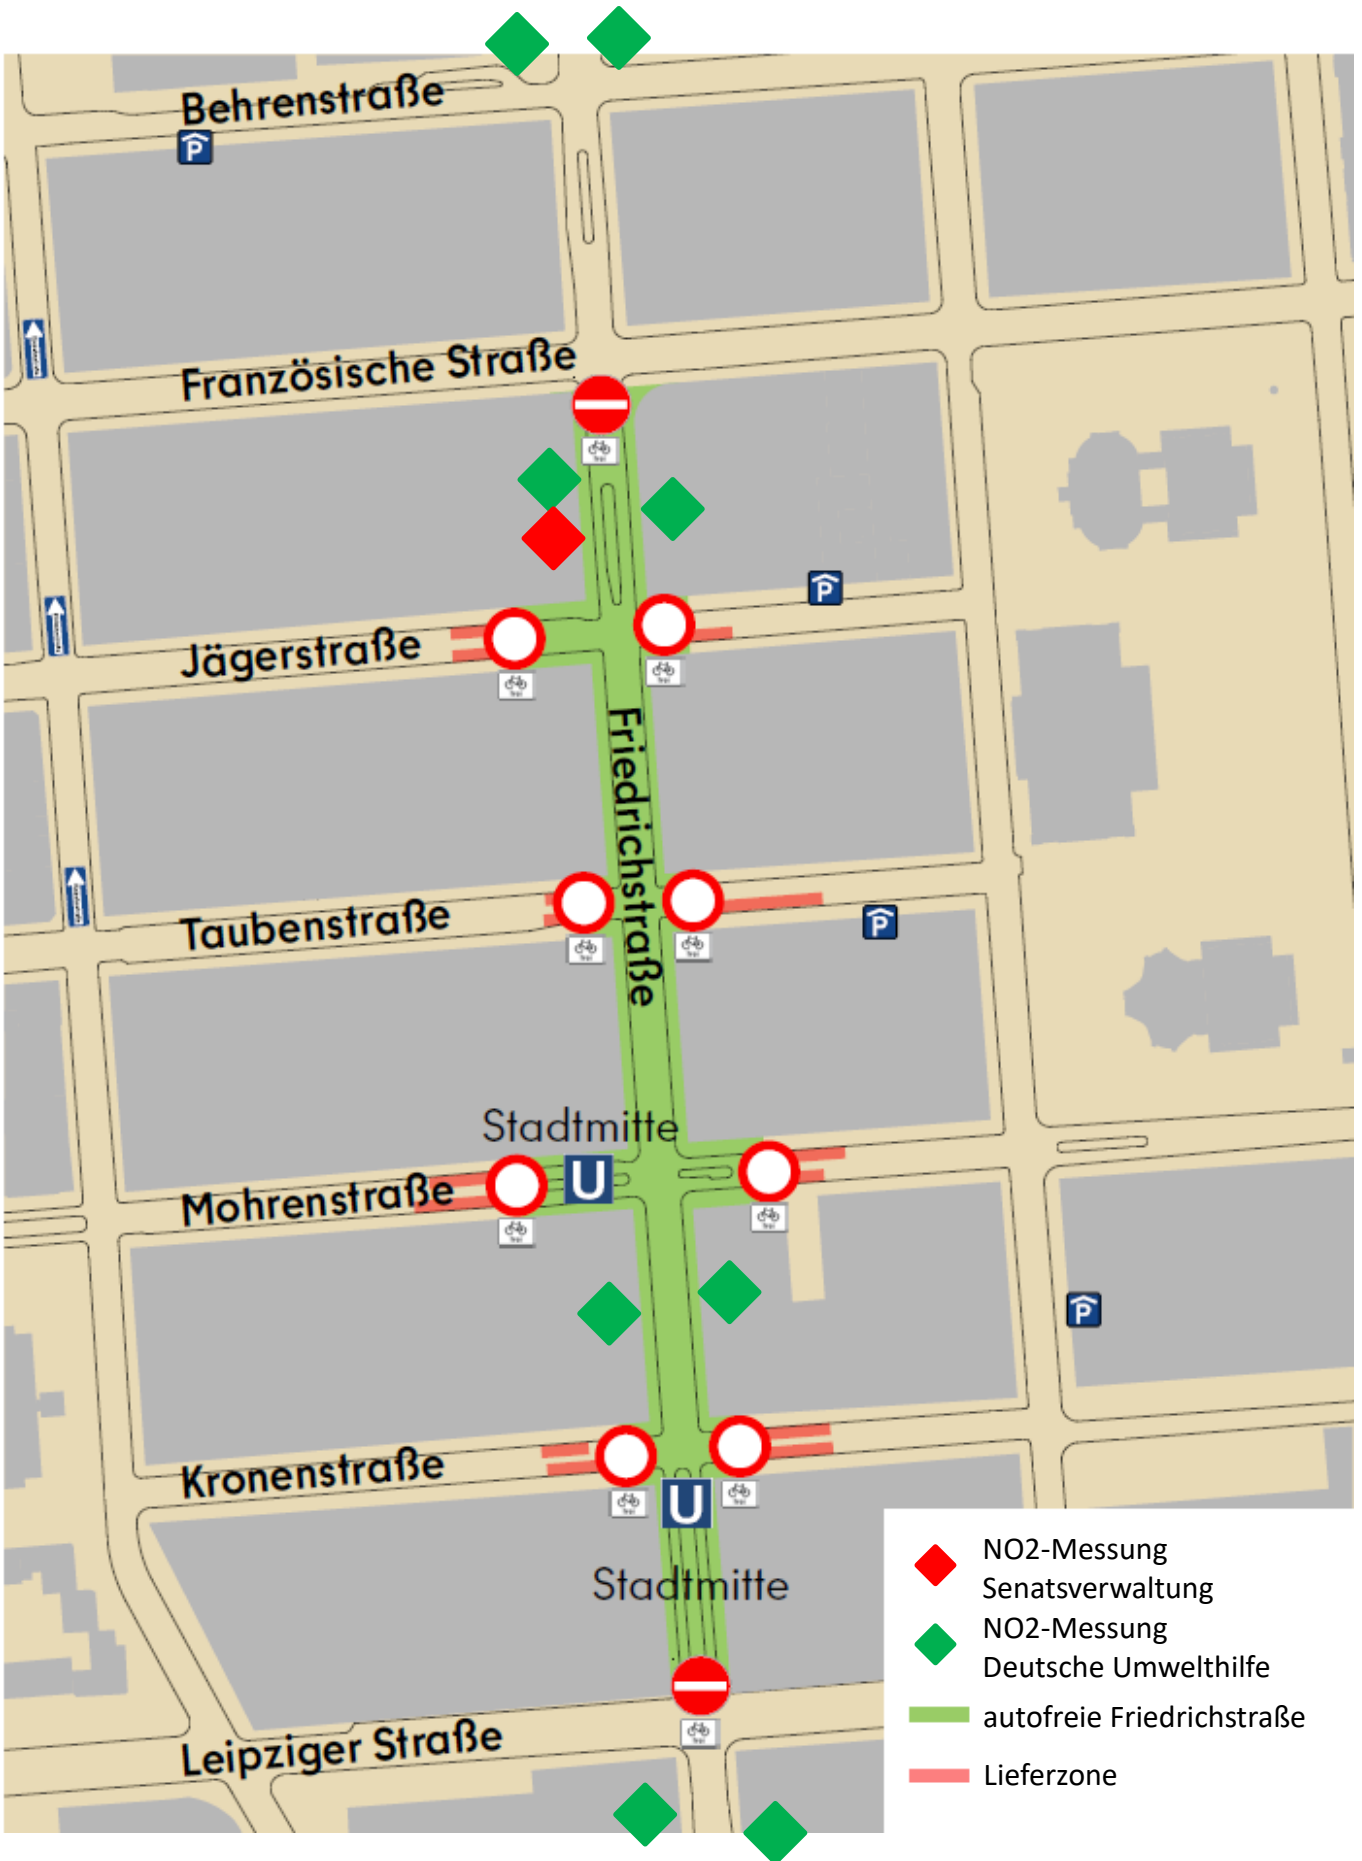 Behrenstraße
P
Französische Straße
Jägerstraße
P
Friedrichstraße
Taubenstraße
P
Stadtmitte
U
Mohrenstraße
P
Kronenstraße
U
Stadtmitte
Leipziger Straße
NO2-Messung
Senatsverwaltung
NO2-Messung
Deutsche Umwelthilfe
autofreie Friedrichstraße
Lieferzone